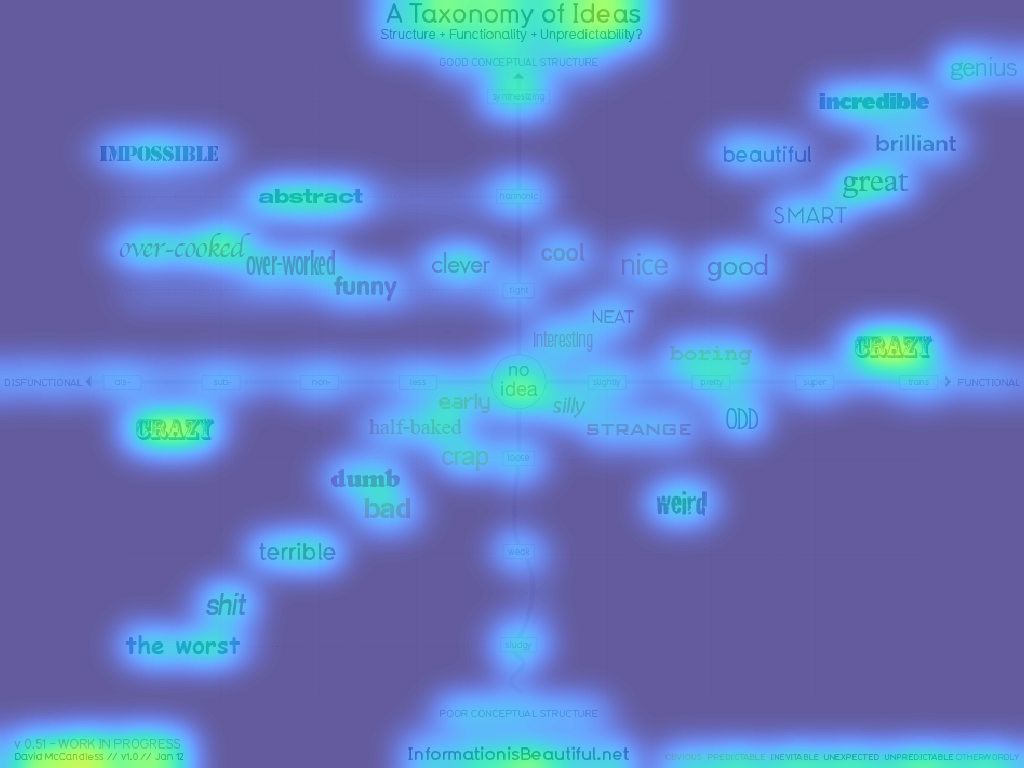 A Taxonomy of Ideas
Structure + Functionality + Unpredictability?
GOOD CONCEPTUAL STRUCTURE
genius
synthesizing
incredible
brilliant
IMPOSSIBLE
beautiful
great
abstract
harmonic
SMART
over-cooked
over-worked
clever
cool
nice
good
funny
tight
NEAT
interesting
CRAZY
boring
no
idea
DISFUNCTIONAL
dis-
sub-
non-
less
slightly
pretty
super
trans
FUNCTIONAL
early
silly
CRAZY
half-baked
STRANGE
ODD
crap
loose
dumb
bad
weird
terrible
weak
shit
the worst
sludgy
POOR CONCEPTUAL STRUCTURE
v 0.51 - WORK IN PROGRESS
David McCandless // v1.0 // Jan 12
InformationisBeautiful.net
OBVIOUS PREDICTABLE INEVITABLE UNEXPECTED UNPREDICTABLE OTHERWORDLY